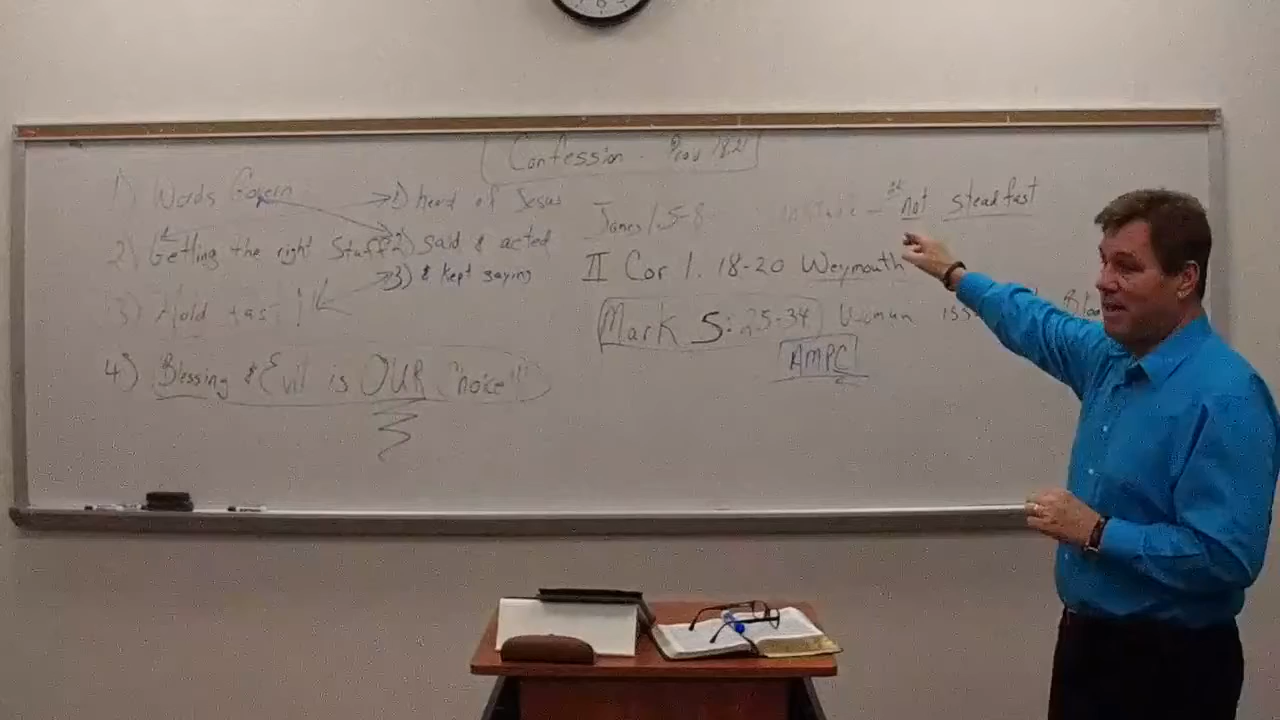 Confession - Prov 18:21
1) Words Govern
2) Getting the right Stuff
3) Hold fast!
4) Blessing & Evil is OUR Choice!!!
1) heard of Jesus
2) Said & acted
3) & kept saying
James 1:5-8 unstable - not steadfast
II Cor 1. 18-20 Weymouth
Mark 5:25-34 Woman
AMPC